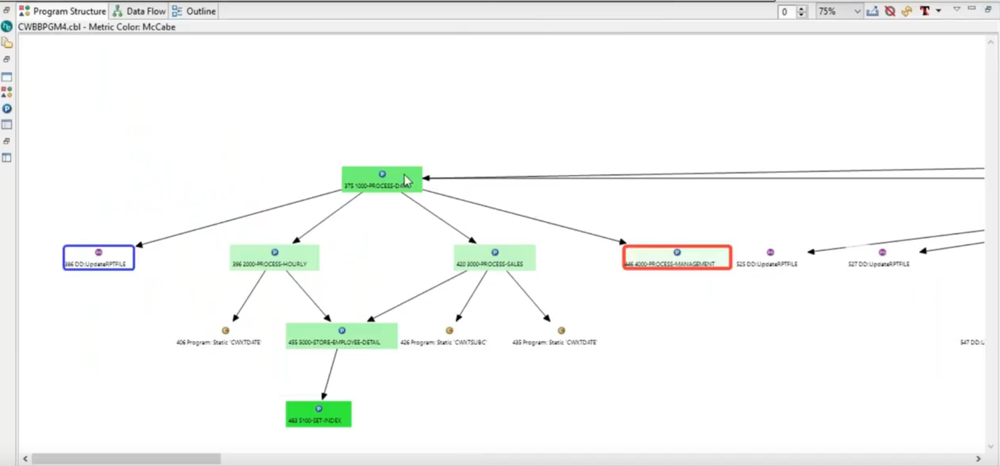 Program Structure
Data Flow
Outline
0
75%
CWBBPGM4.cbl - Metric Color: McCabe
375 1000-PROCESS-DATA
386 DD:UpdateRPTFILE
396 2000-PROCESS-HOURLY
420 3000-PROCESS-SALES
446 4000-PROCESS-MANAGEMENT
525 DD:UpdateRPTFILE
527 DD:UpdateRPTFILE
406 Program: Static 'CWXTDATE'
455 5000-STORE-EMPLOYEE-DETAIL
426 Program: Static 'CWXTSUBC'
435 Program: Static 'CWXTDATE'
547 DD:U
483 5100-SET-INDEX